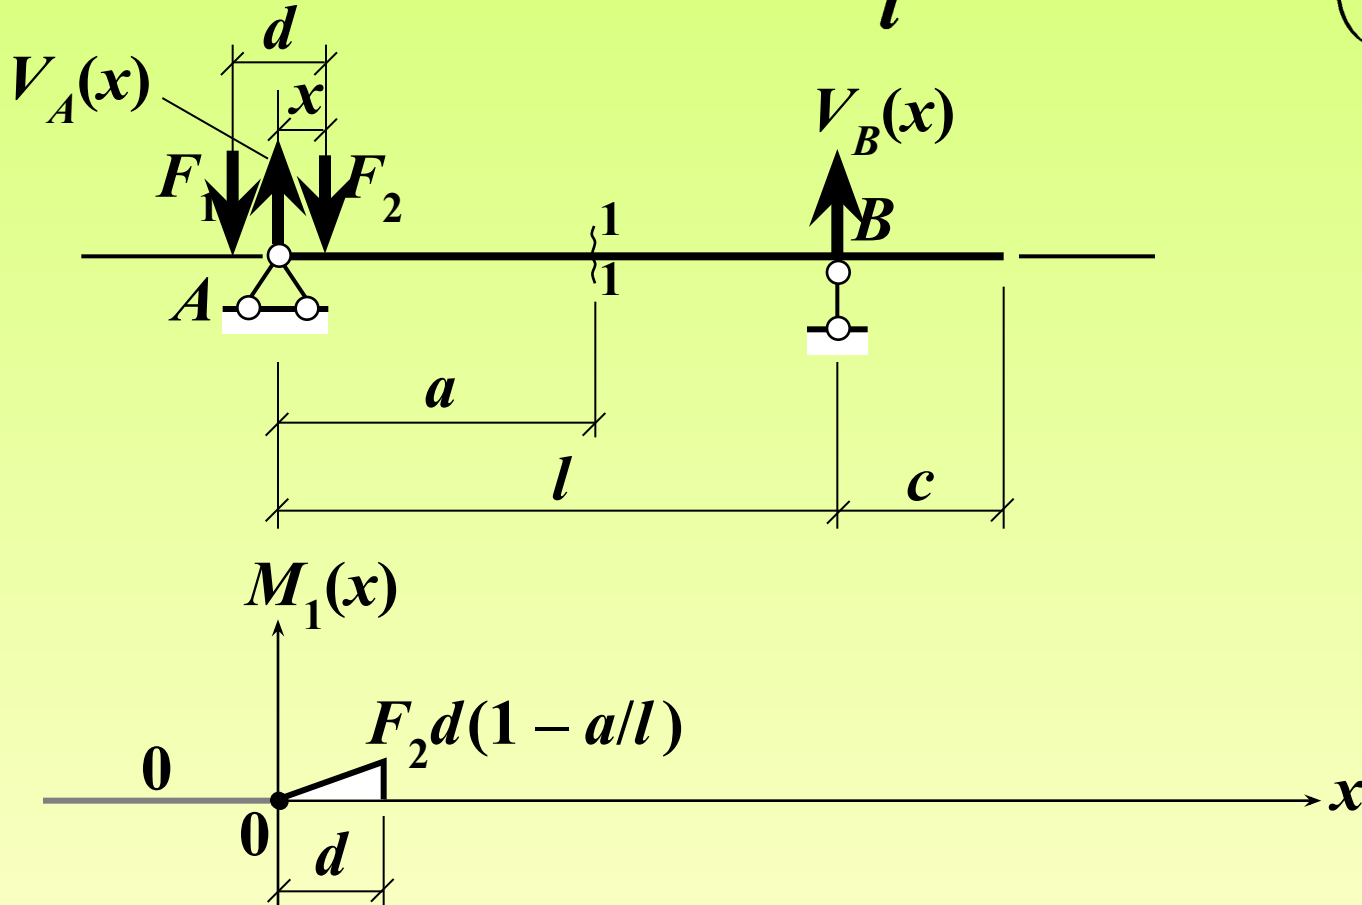 l
d
V_A(x)
x
V_B(x)
F_1
F_2
1
B
1
A
a
l
c
M_1(x)
F_2d(1 – a/l)
0
x
0
d